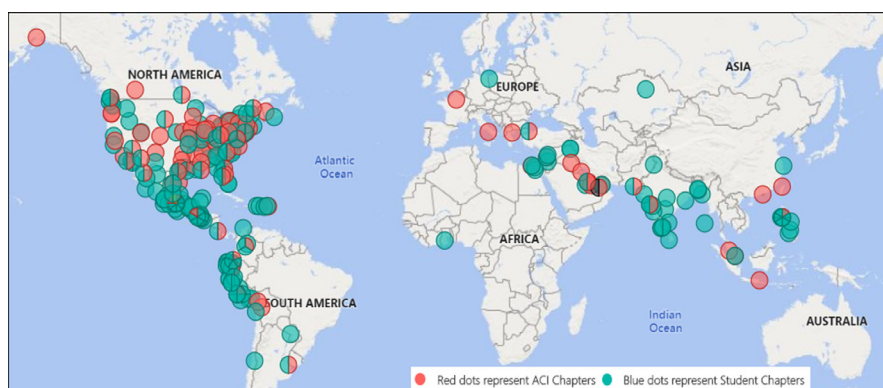 NORTH AMERICA
EUROPE
ASIA
Atlantic
Ocean
AFRICA
SOUTH AMERICA
Indian
Ocean
AUSTRALIA
Red dots represent ACI Chapters
Blue dots represent Student Chapters